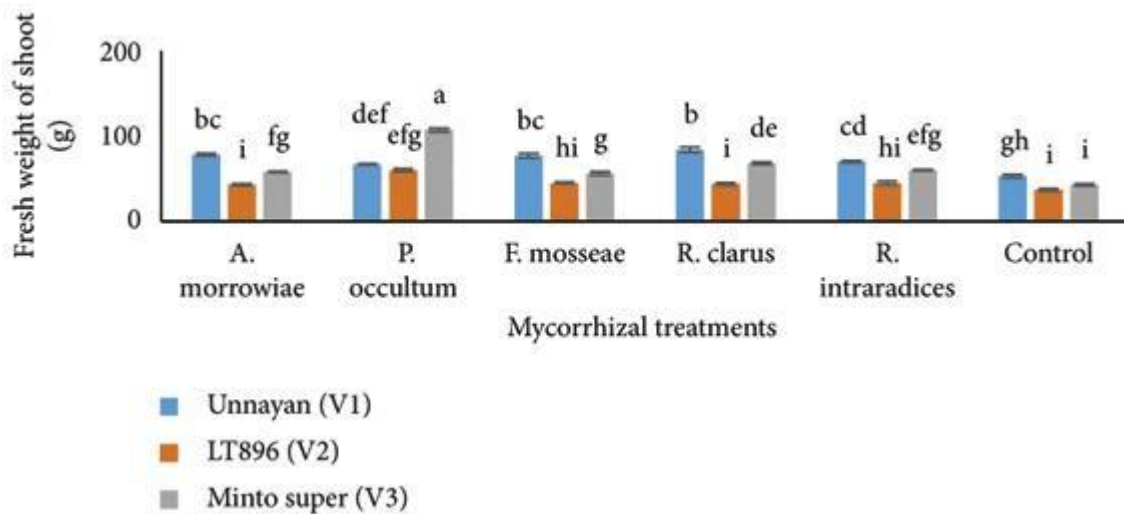 Fresh weight of shoot
(g)
200
100
0
bc
i
fg
def
efg
a
bc
hi
g
b
i
de
cd
hi
efg
gh
i
i
A.
morrowiae
P.
occultum
F. mosseae
R. clarus
R.
intraradices
Control
Mycorrhizal treatments
Unnayan (V1)
LT896 (V2)
Minto super (V3)